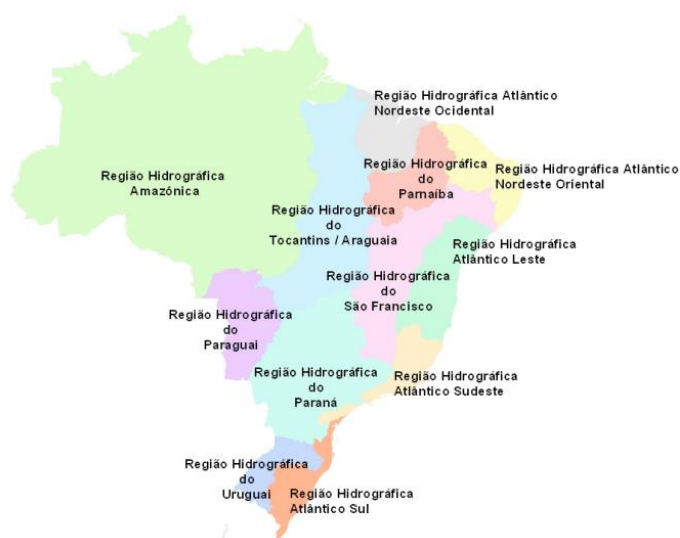 Região Hidrográfica Atlântico
Nordeste Ocidental
Região Hidrográfica
do
Parnaíba
Região Hidrográfica Atlântico
Nordeste Oriental
Região Hidrográfica
Amazônica
Região Hidrográfica
do
Tocantins / Araguaia
Região Hidrográfica
Atlântico Leste
Região Hidrográfica
do
São Francisco
Região Hidrográfica
do
Paraguai
Região Hidrográfica
do
Paraná
Região Hidrográfica
Atlântico Sudeste
Região Hidrográfica
do
Uruguai
Região Hidrográfica
Atlântico Sul